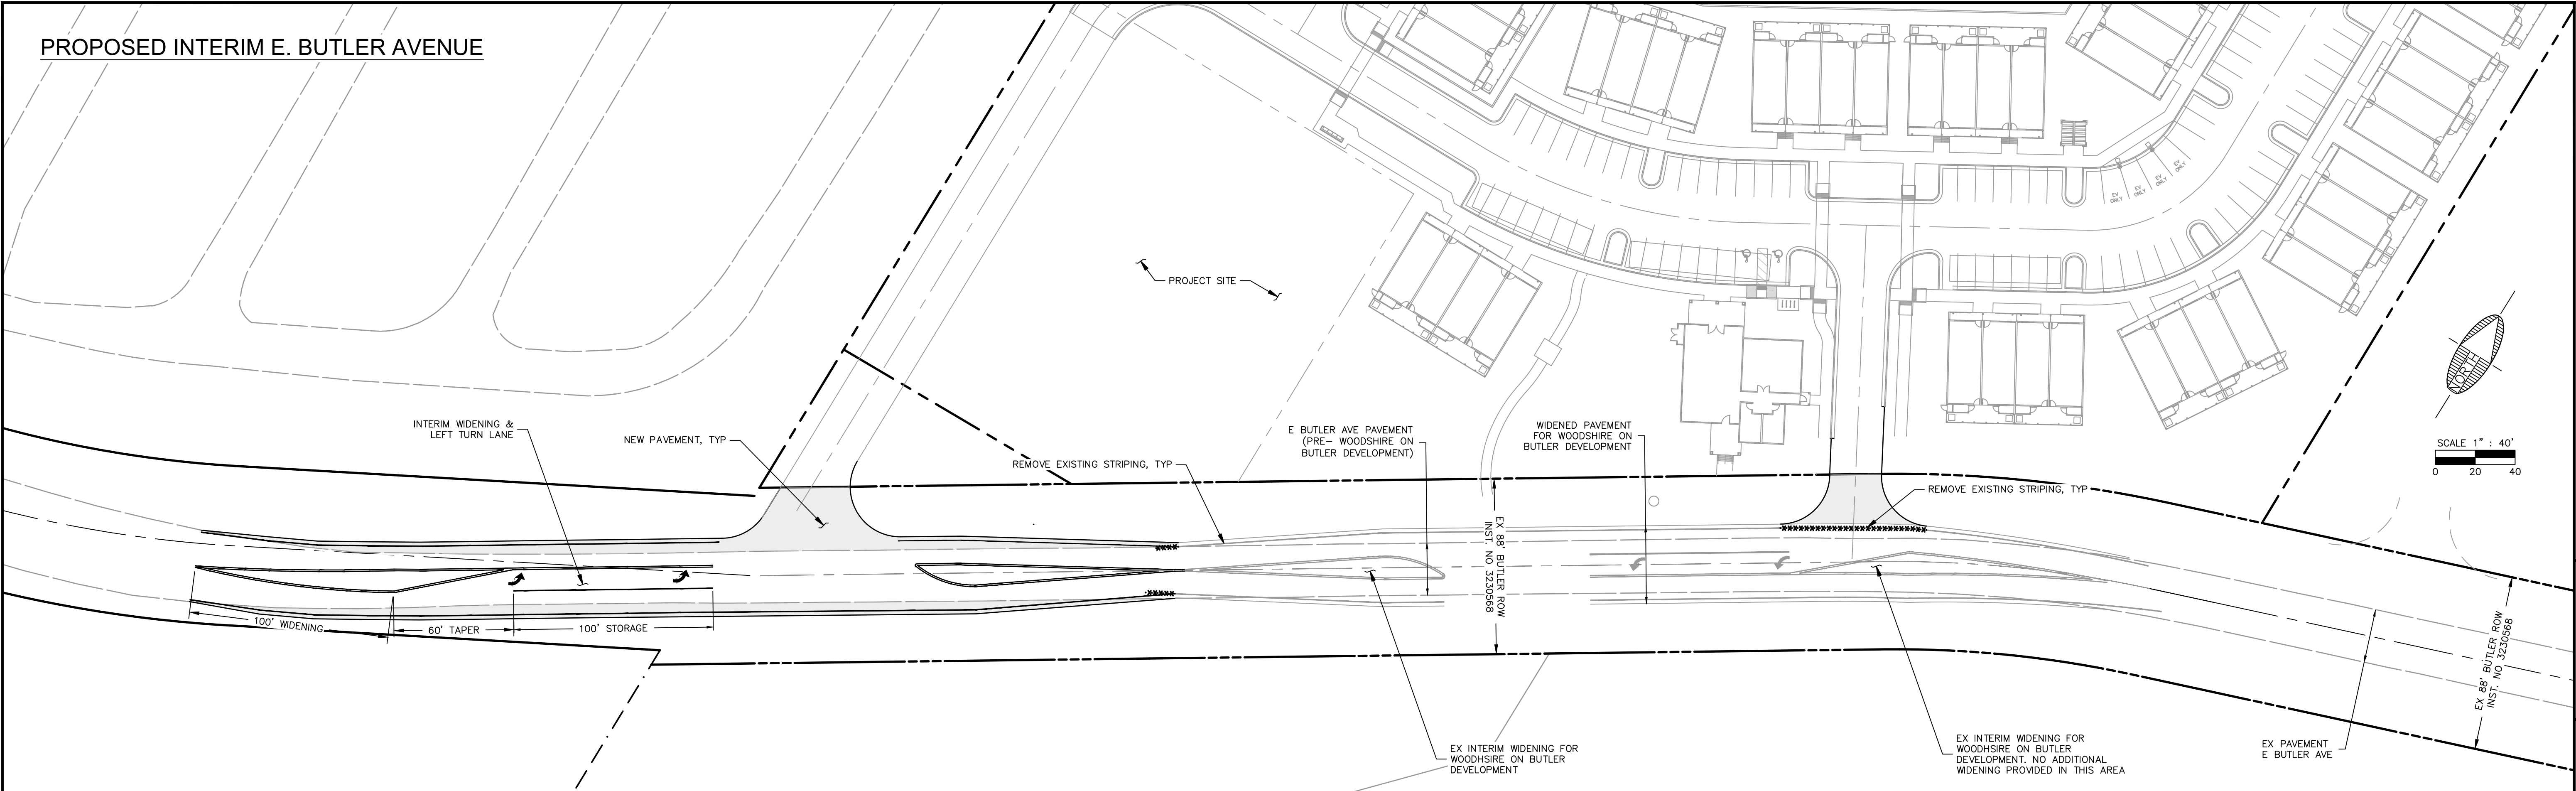 PROPOSED INTERIM E. BUTLER AVENUE
EV
ONLY
EV
ONLY
EV
ONLY
EV
ONLY
PROJECT SITE
NORTH
SCALE 1" : 40'
0 20 40
INTERIM WIDENING &
LEFT TURN LANE
NEW PAVEMENT, TYP
REMOVE EXISTING STRIPING, TYP
E BUTLER AVE PAVEMENT
(PRE- WOODSHIRE ON
BUTLER DEVELOPMENT)
WIDENED PAVEMENT
FOR WOODSHIRE ON
BUTLER DEVELOPMENT
REMOVE EXISTING STRIPING, TYP
EX 88' BUTLER ROW
INST. NO 3230568
100' WIDENING
60' TAPER
100' STORAGE
EX 88' BUTLER ROW
INST. NO 3230568
EX INTERIM WIDENING FOR
WOODHSIRE ON BUTLER
DEVELOPMENT
EX INTERIM WIDENING FOR
WOODHSIRE ON BUTLER
DEVELOPMENT. NO ADDITIONAL
WIDENING PROVIDED IN THIS AREA
EX PAVEMENT
E BUTLER AVE